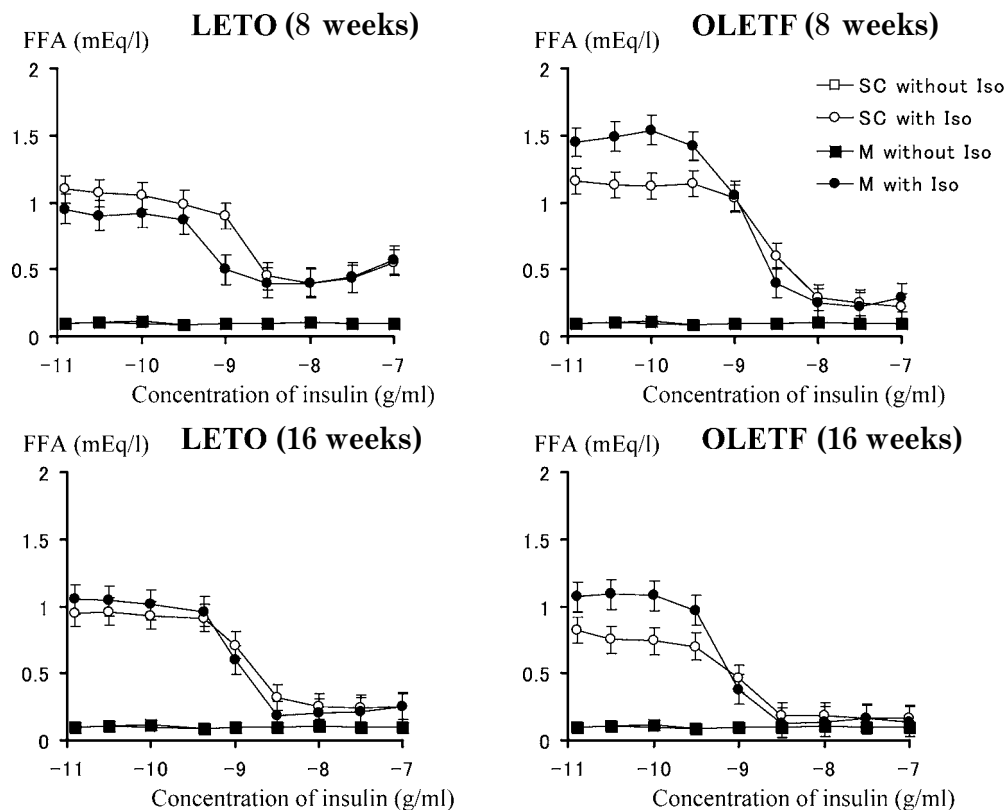 LETO (8 weeks)
FFA (mEq/l)
2
1.5
1
0.5
0
-11 -10 -9 -8 -7
Concentration of insulin (g/ml)
OLETF (8 weeks)
FFA (mEq/l)
2
1.5
1
0.5
0
-11 -10 -9 -8 -7
Concentration of insulin (g/ml)
SC without Iso
SC with Iso
M without Iso
M with Iso
LETO (16 weeks)
FFA (mEq/l)
2
1.5
1
0.5
0
-11 -10 -9 -8 -7
Concentration of insulin (g/ml)
OLETF (16 weeks)
FFA (mEq/l)
2
1.5
1
0.5
0
-11 -10 -9 -8 -7
Concentration of insulin (g/ml)